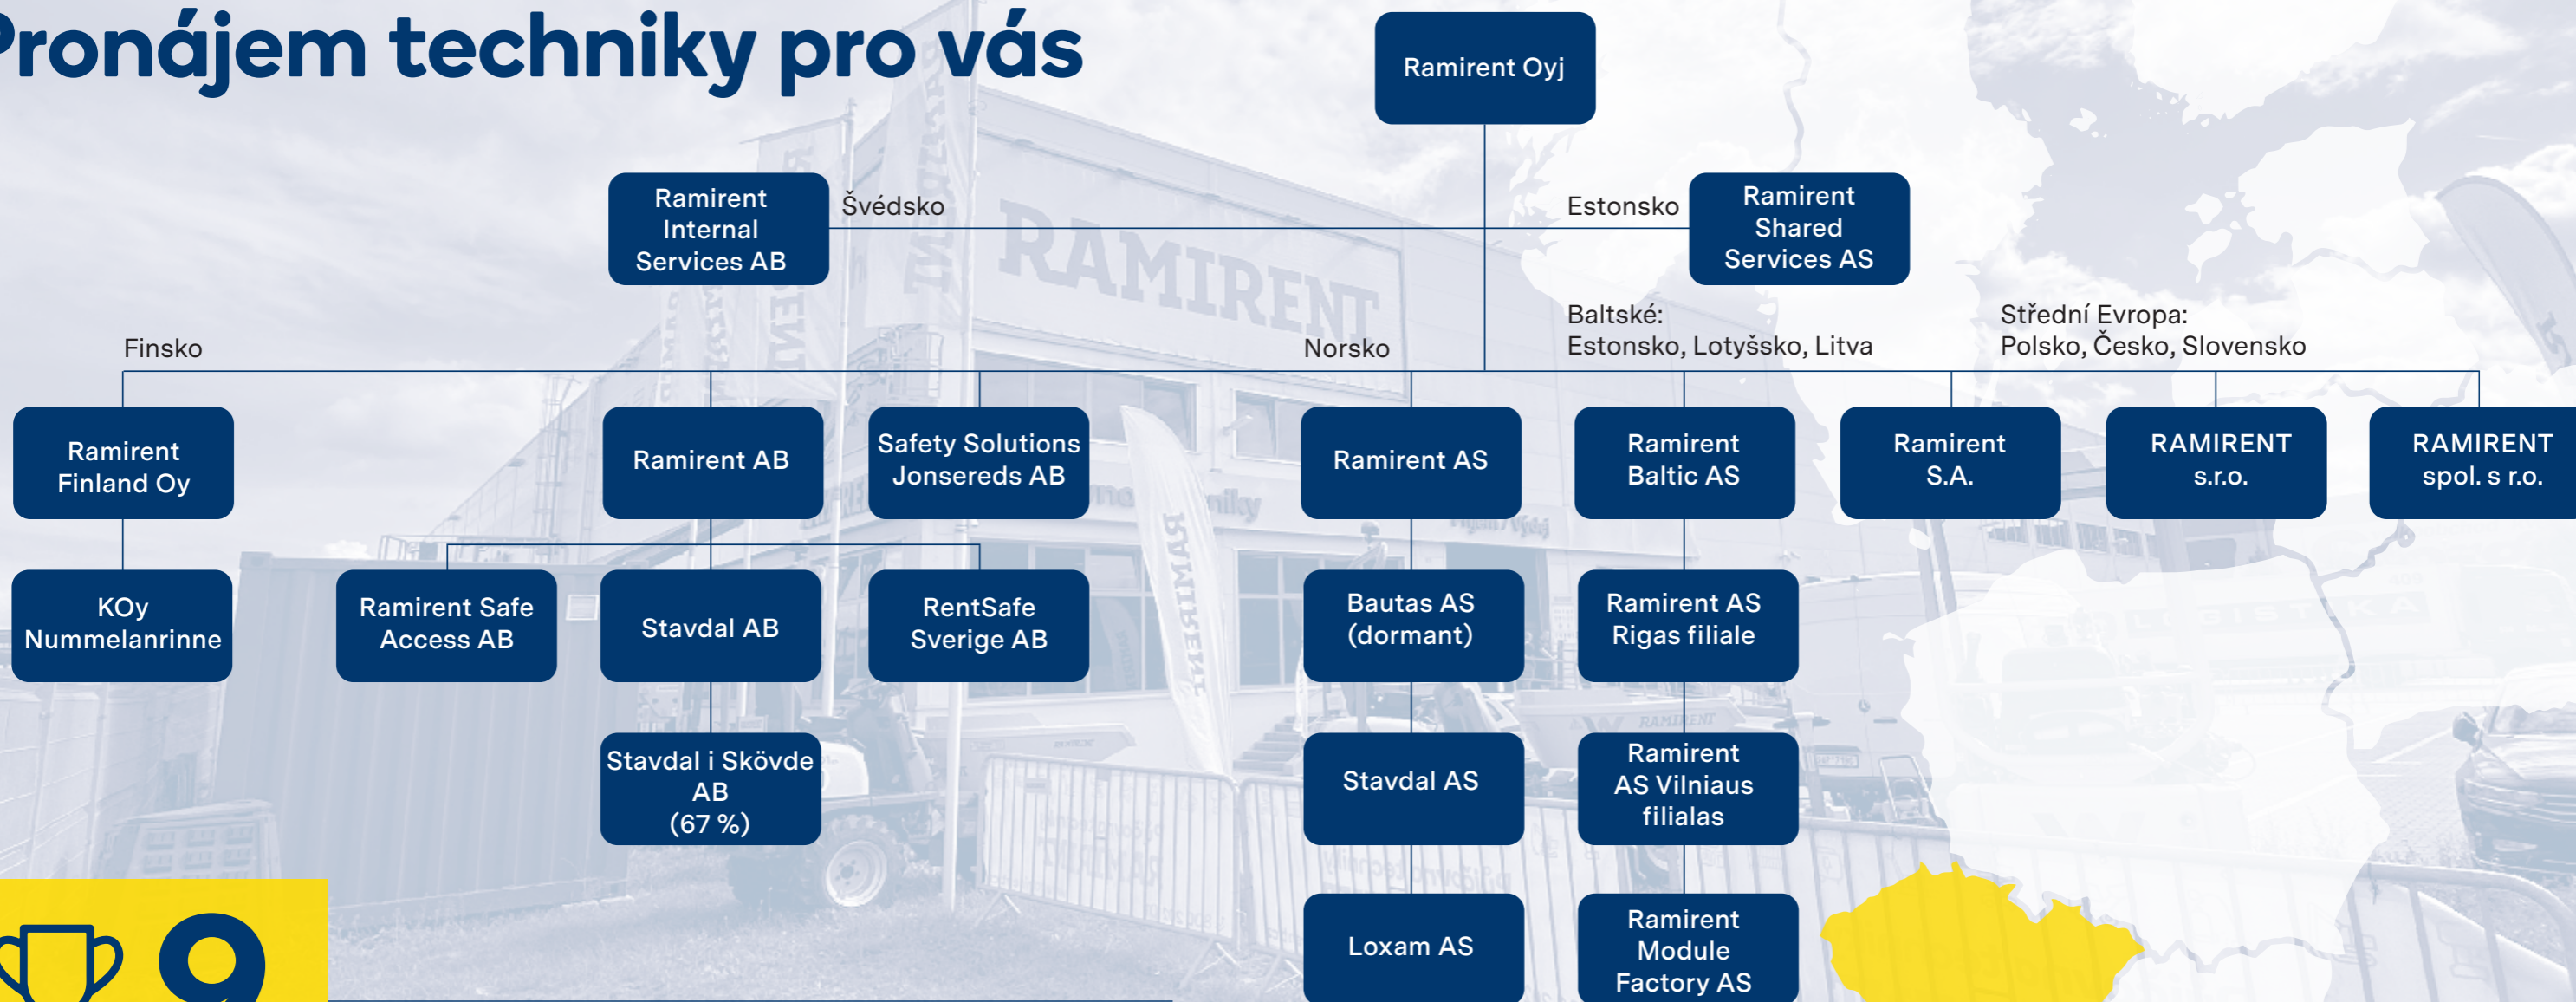 Pronájem techniky pro vás
Ramirent Oyj
Ramirent
Internal
Services AB
Švédsko
Estonsko
Ramirent
Shared
Services AS
Finsko
Norsko
Baltské:
Estonsko, Lotyšsko, Litva
Střední Evropa:
Polsko, Česko, Slovensko
Ramirent
Finland Oy
Ramirent AB
Safety Solutions
Jonsereds AB
Ramirent AS
Ramirent
Baltic AS
Ramirent
S.A.
RAMIRENT
s.r.o.
RAMIRENT
spol. s r.o.
KOy
Nummelanrinne
Ramirent Safe
Access AB
Stavdal AB
RentSafe
Sverige AB
Bautas AS
(dormant)
Ramirent AS
Rigas filiale
Stavdal i Skövde
AB
(67 %)
Stavdal AS
Ramirent
AS Vilniaus
filialas
Loxam AS
Ramirent
Module
Factory AS
9
RAMIRENT
RAMIRENT
RAMIRENT
LOGISTIKA